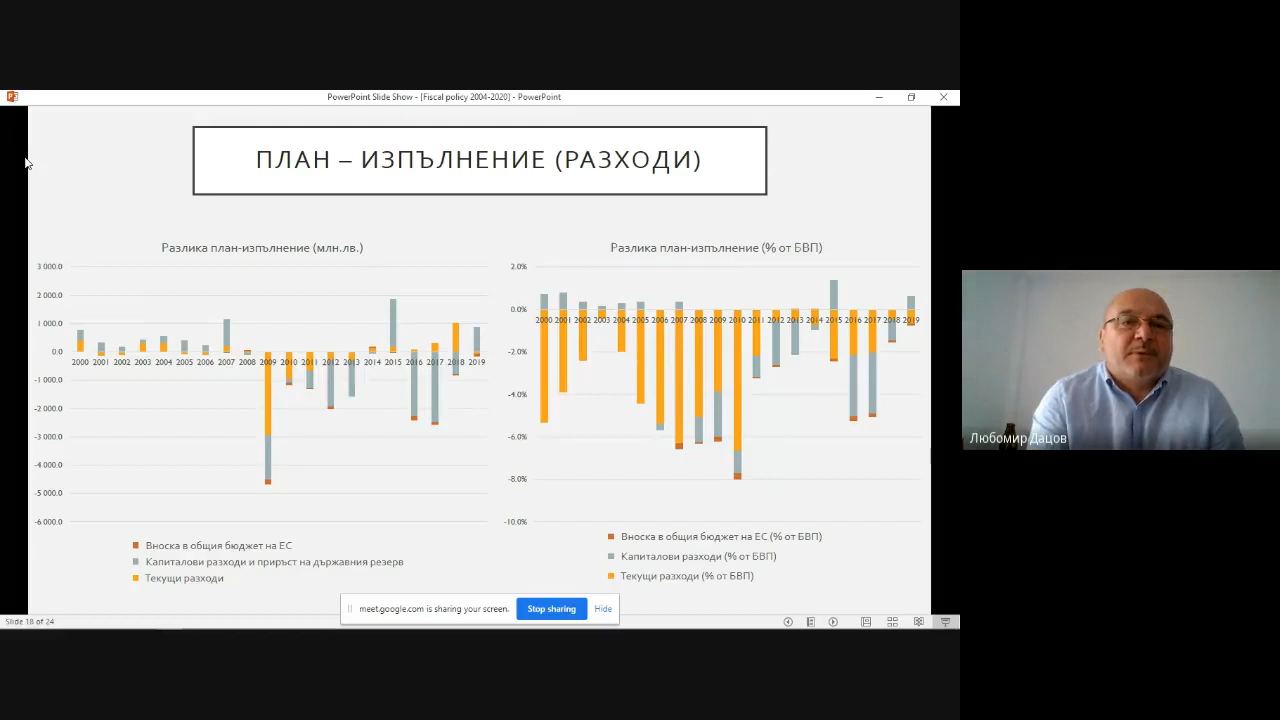 PowerPoint Slide Show - [Fiscal policy 2004-2020] - PowerPoint
ПЛАН – ИЗПЪЛНЕНИЕ (РАЗХОДИ)
Разлика план-изпълнение (млн.лв.)
3 000.0
2 000.0
1 000.0
0.0
-1 000.0
-2 000.0
-3 000.0
-4 000.0
-5 000.0
-6 000.0
2000 2001 2002 2003 2004 2005 2006 2007 2008 2009 2010 2011 2012 2013 2014 2015 2016 2017 2018 2019
Вноска в общия бюджет на ЕС
Капиталови разходи и прираст на държавния резерв
Текущи разходи
Разлика план-изпълнение (% от БВП)
2.0%
0.0%
-2.0%
-4.0%
-6.0%
-8.0%
-10.0%
2000 2001 2002 2003 2004 2005 2006 2007 2008 2009 2010 2011 2012 2013 2014 2015 2016 2017 2018 2019
Вноска в общия бюджет на ЕС (% от БВП)
Капиталови разходи (% от БВП)
Текущи разходи (% от БВП)
meet.google.com is sharing your screen.
Stop sharing
Hide
Slide 18 of 24
Любомир Дацов